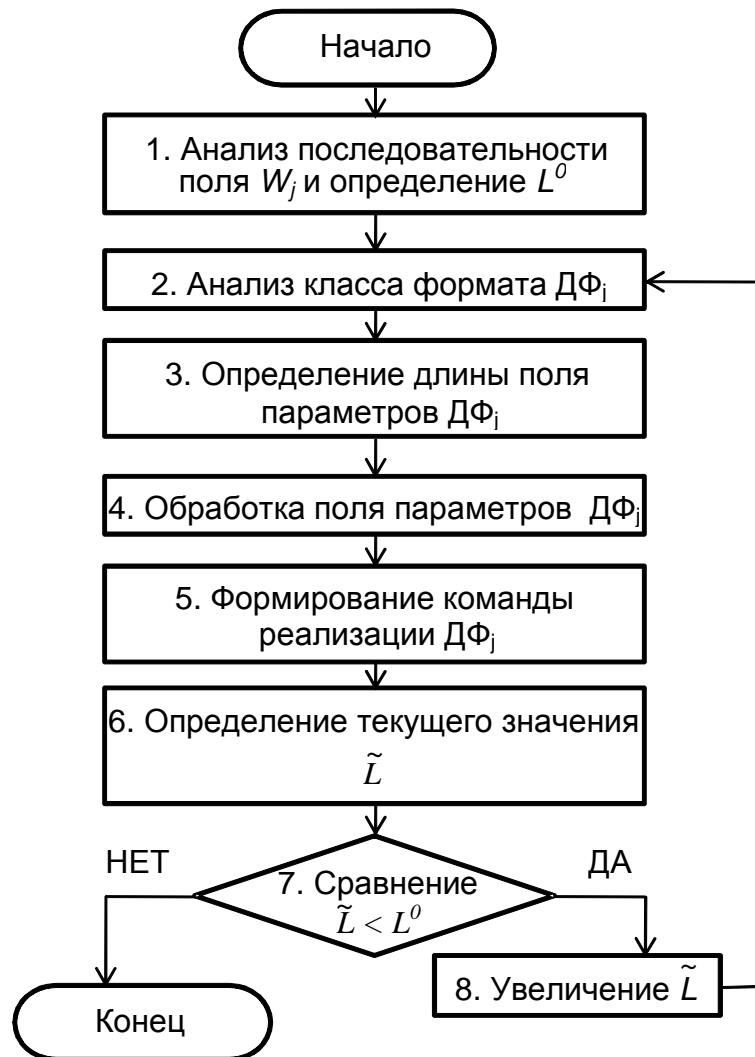 Начало
1. Анализ последовательности
поля Wj и определение L⁰
2. Анализ класса формата ДФj
3. Определение длины поля
параметров ДФj
4. Обработка поля параметров ДФj
5. Формирование команды
реализации ДФj
6. Определение текущего значения
L̃
НЕТ
ДА
7. Сравнение
L̃ < L⁰
8. Увеличение L̃
Конец